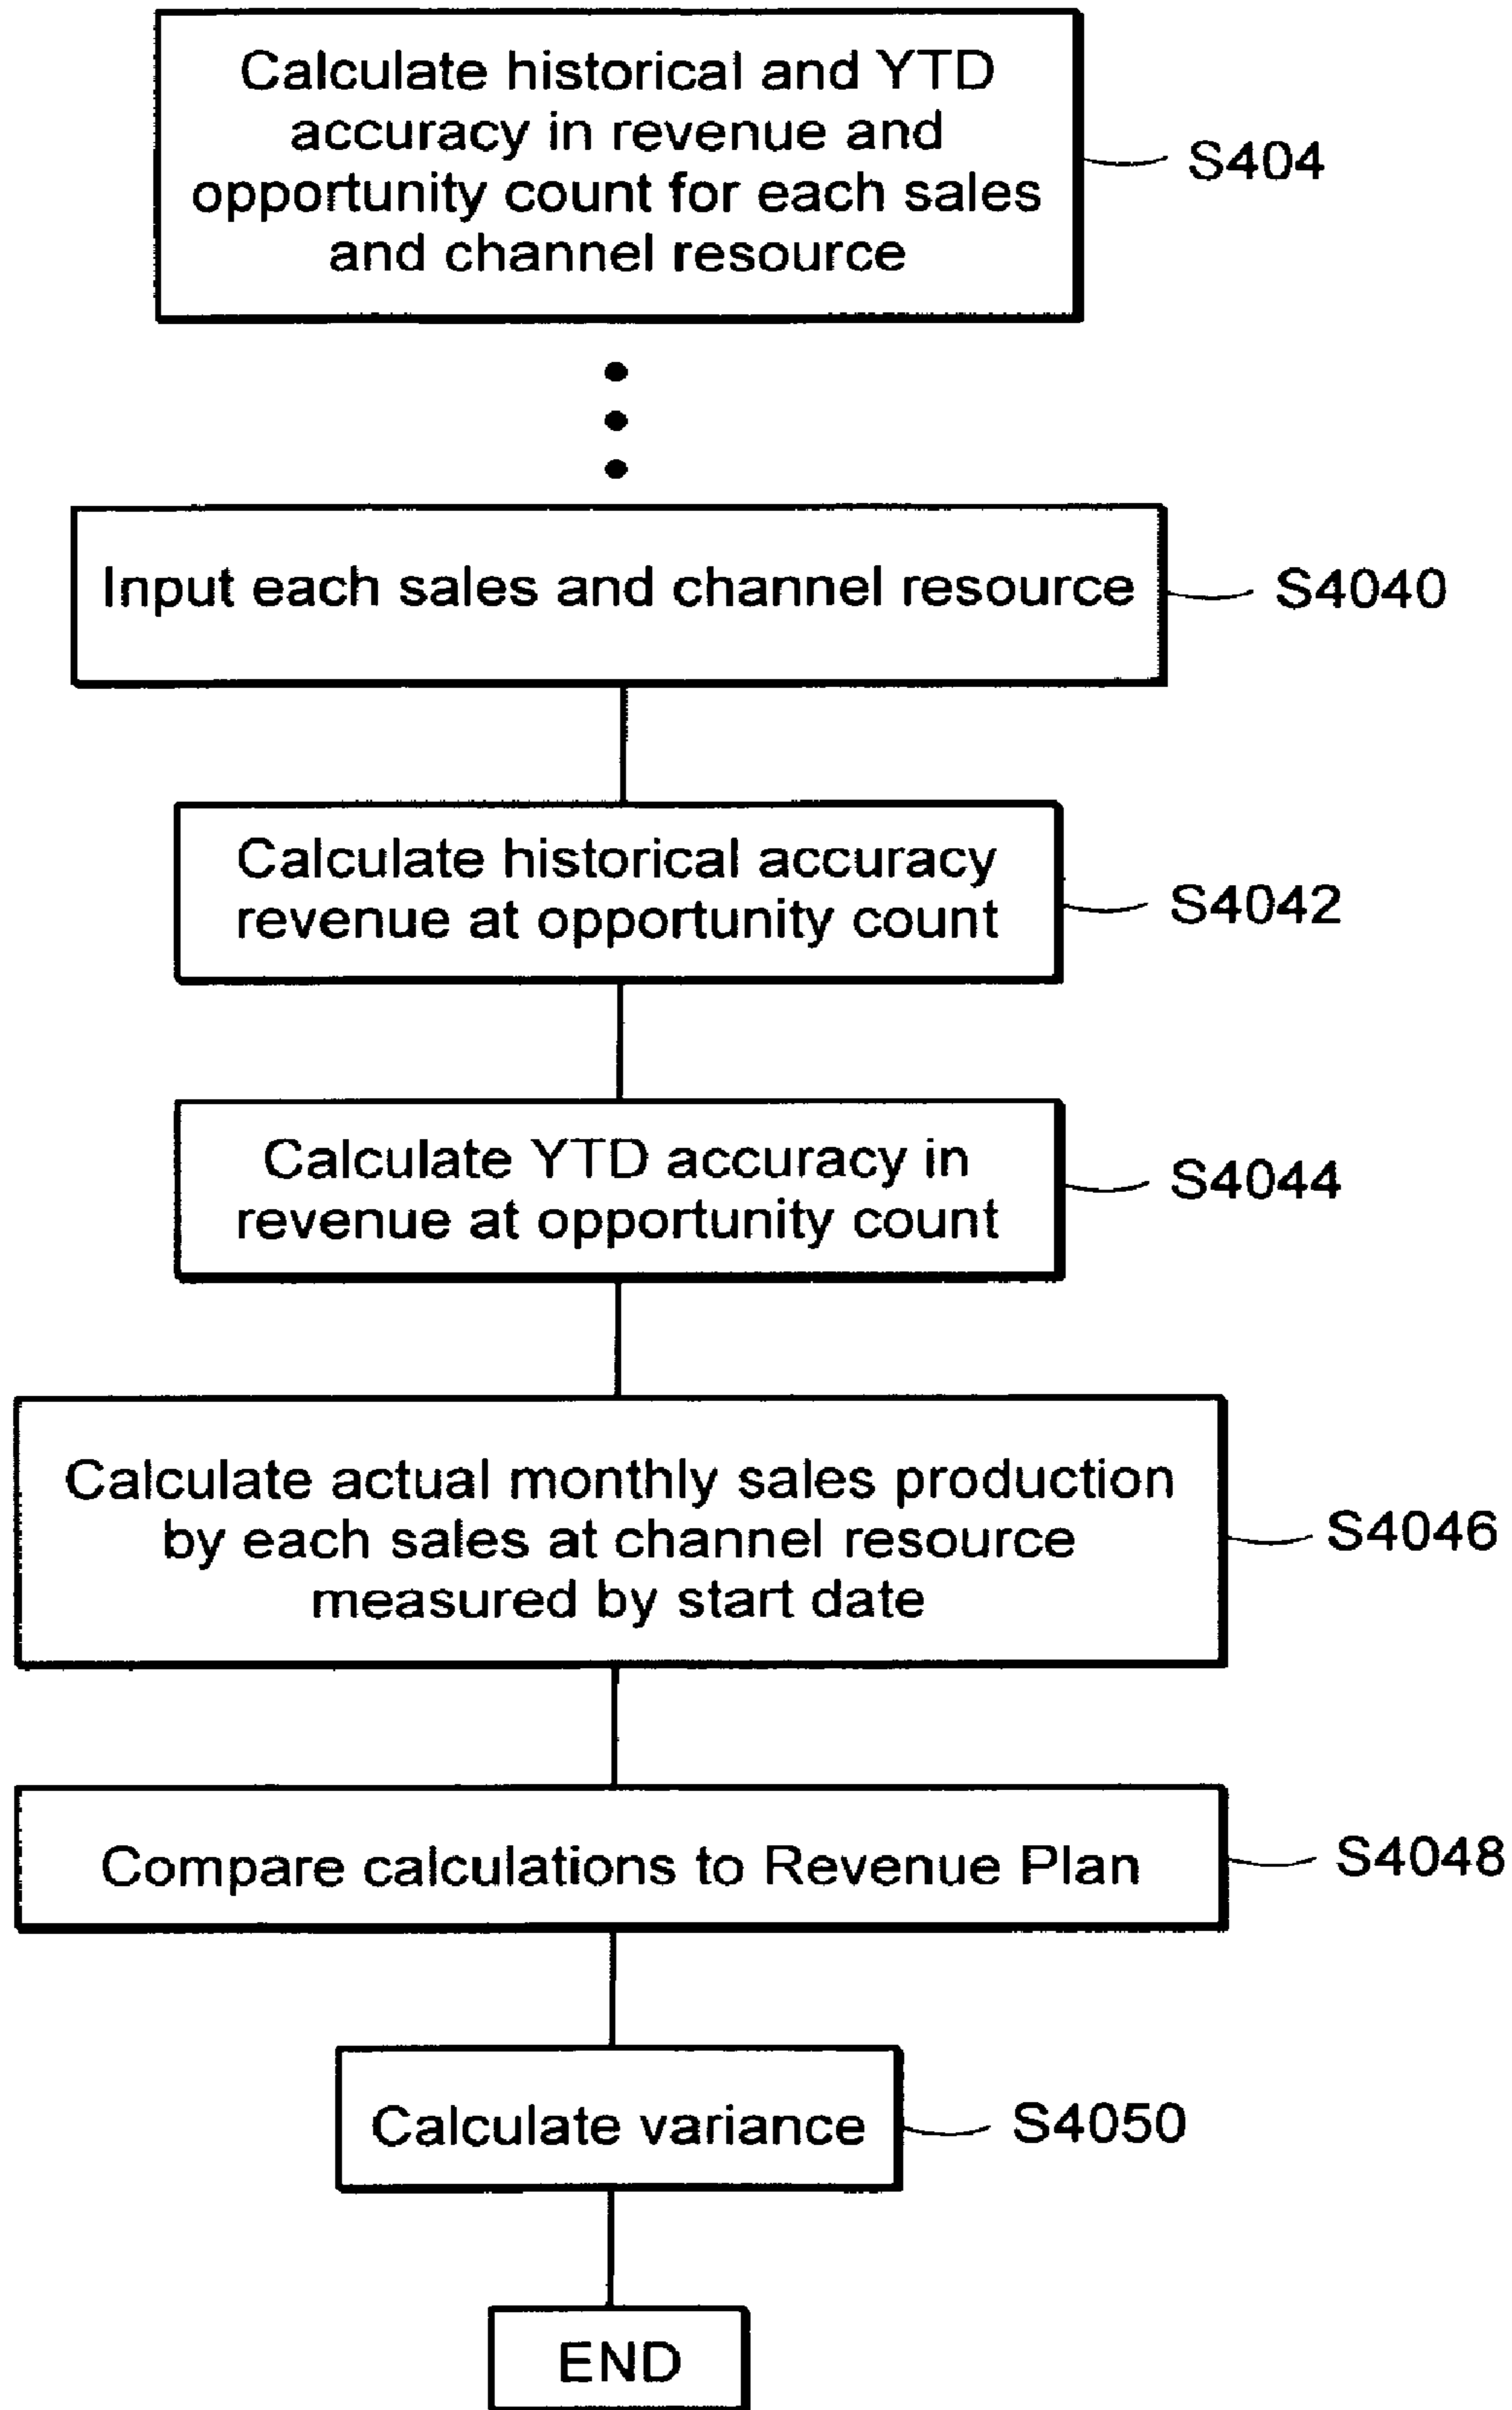 Calculate historical and YTD
accuracy in revenue and
opportunity count for each sales
and channel resource
S404
Input each sales and channel resource
S4040
Calculate historical accuracy
revenue at opportunity count
S4042
Calculate YTD accuracy in
revenue at opportunity count
S4044
Calculate actual monthly sales production
by each sales at channel resource
measured by start date
S4046
Compare calculations to Revenue Plan
S4048
Calculate variance
S4050
END